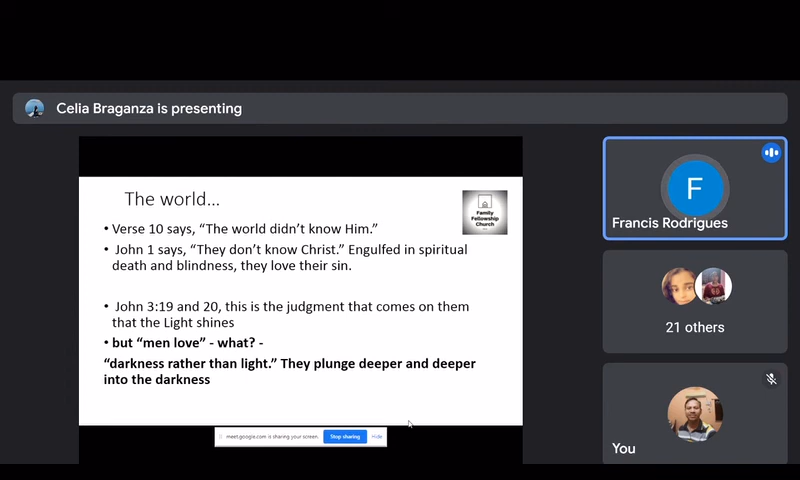 Celia Braganza is presenting
The world...
Family
Fellowship
Church
• Verse 10 says, “The world didn’t know Him.”
• John 1 says, “They don’t know Christ.” Engulfed in spiritual
death and blindness, they love their sin.
• John 3:19 and 20, this is the judgment that comes on them
that the Light shines
• but “men love” - what? -
“darkness rather than light.” They plunge deeper and deeper
into the darkness
meet.google.com is sharing your screen.
Stop sharing
Hide
F
Francis Rodrigues
21 others
You